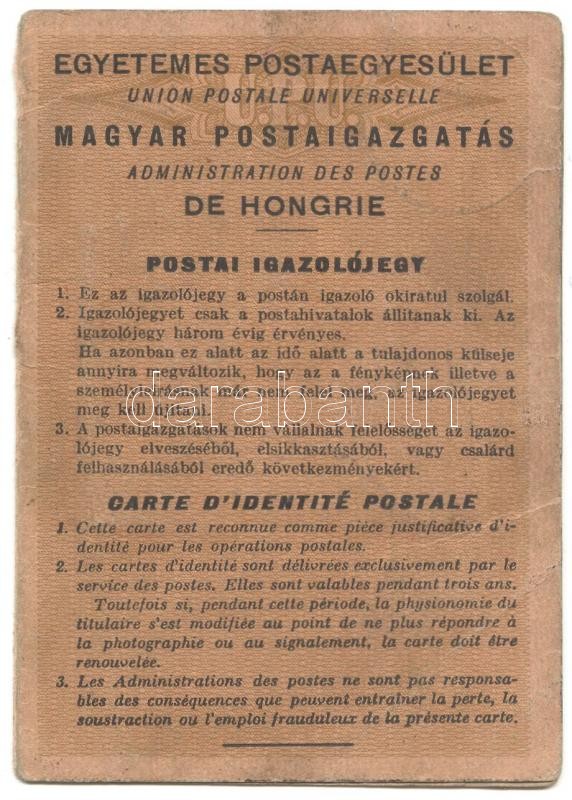 EGYETEMES POSTAEGYESÜLET
UNION POSTALE UNIVERSELLE
MAGYAR POSTAIGAZGATÁS
ADMINISTRATION DES POSTES
DE HONGRIE
POSTAI IGAZOLÓJEGY
1. Ez az igazolójegy a postán igazoló okiratul szolgál.
2. Igazolójegyet csak a postahivatalok állítanak ki. Az
igazolójegy három évig érvényes.
Ha azonban ez alatt az idő alatt a tulajdonos külseje
annyira megváltozik, hogy az a fényképnek illetve a
személyleírásnak már nem felel meg, az igazolójegyet
meg kell újítani.
3. A postaigazgatások nem vállalnak felelősséget az igazo-
lójegy elveszéséből, elsikkasztásából, vagy csalárd
felhasználásából eredő következményekért.
CARTE D'IDENTITÉ POSTALE
1. Cette carte est reconnue comme pièce justificative d'i-
dentité pour les opérations postales.
2. Les cartes d'identité sont délivrées exclusivement par le
service des postes. Elles sont valables pendant trois ans.
Toutefois si, pendant cette période, la physionomie du
titulaire s'est modifiée au point de ne plus répondre à
la photographie ou au signalement, la carte doit être
renouvelée.
3. Les Administrations des postes ne sont pas responsa-
bles des conséquences que peuvent entraîner la perte, la
soustraction ou l'emploi frauduleux de la présente carte.
darabanth
U.P.U.